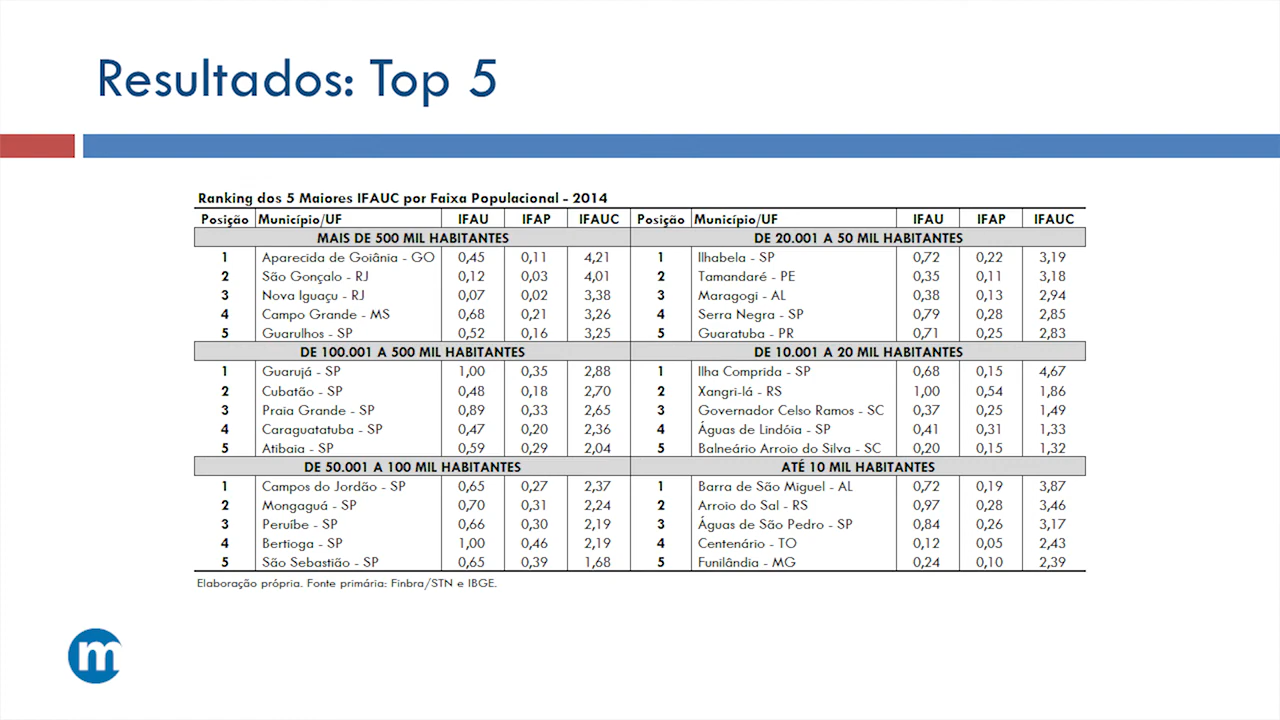 Resultados: Top 5
Ranking dos 5 Maiores IFAUC por Faixa Populacional - 2014
Posição Município/UF IFAU IFAP IFAUC Posição Município/UF IFAU IFAP IFAUC
MAIS DE 500 MIL HABITANTES DE 20.001 A 50 MIL HABITANTES
1 Aparecida de Goiânia - GO 0,45 0,11 4,21 1 Ilhabela - SP 0,72 0,22 3,19
2 São Gonçalo - RJ 0,12 0,03 4,01 2 Tamandaré - PE 0,35 0,11 3,18
3 Nova Iguaçu - RJ 0,07 0,02 3,38 3 Maragogi - AL 0,38 0,13 2,94
4 Campo Grande - MS 0,68 0,21 3,26 4 Serra Negra - SP 0,79 0,28 2,85
5 Guarulhos - SP 0,52 0,16 3,25 5 Guaratuba - PR 0,71 0,25 2,83
DE 100.001 A 500 MIL HABITANTES DE 10.001 A 20 MIL HABITANTES
1 Guarujá - SP 1,00 0,35 2,88 1 Ilha Comprida - SP 0,68 0,15 4,67
2 Cubatão - SP 0,48 0,18 2,70 2 Xangri-lá - RS 1,00 0,54 1,86
3 Praia Grande - SP 0,89 0,33 2,65 3 Governador Celso Ramos - SC 0,37 0,25 1,49
4 Caraguatatuba - SP 0,47 0,20 2,36 4 Águas de Lindóia - SP 0,41 0,31 1,33
5 Atibaia - SP 0,59 0,29 2,04 5 Balneário Arroio do Silva - SC 0,20 0,15 1,32
DE 50.001 A 100 MIL HABITANTES ATÉ 10 MIL HABITANTES
1 Campos do Jordão - SP 0,65 0,27 2,37 1 Barra de São Miguel - AL 0,72 0,19 3,87
2 Mongaguá - SP 0,70 0,31 2,24 2 Arroio do Sal - RS 0,97 0,28 3,46
3 Peruíbe - SP 0,66 0,30 2,19 3 Águas de São Pedro - SP 0,84 0,26 3,17
4 Bertioga - SP 1,00 0,46 2,19 4 Centenário - TO 0,12 0,05 2,43
5 São Sebastião - SP 0,65 0,39 1,68 5 Funilândia - MG 0,24 0,10 2,39
Elaboração própria. Fonte primária: Finbra/STN e IBGE.
m